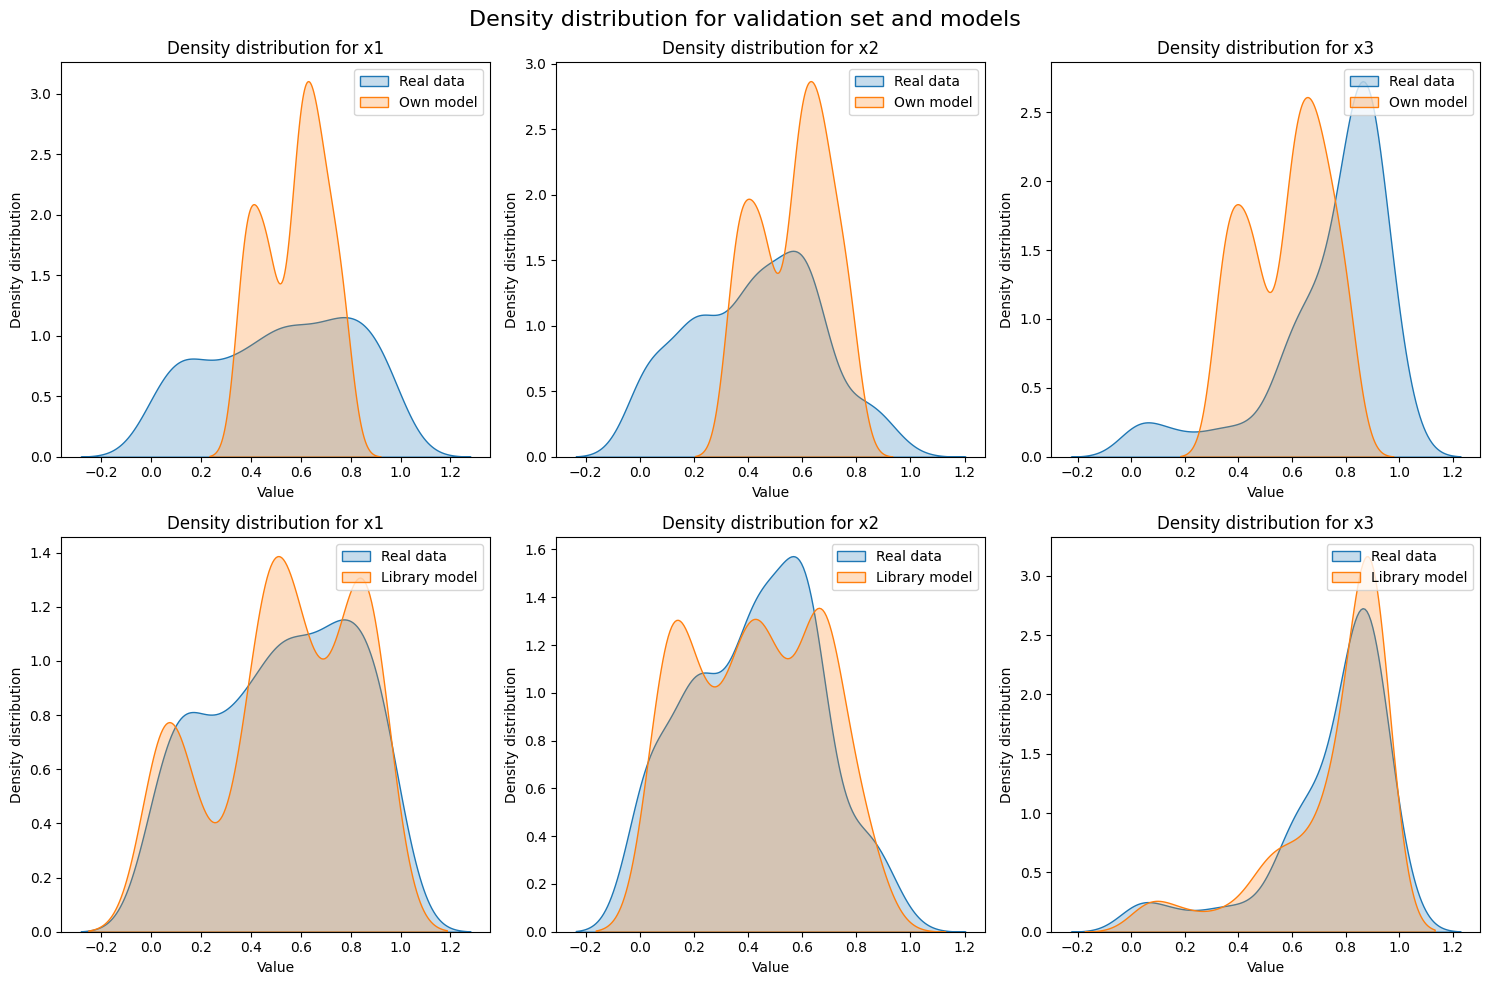 Density distribution for validation set and models
Density distribution for x1
Real data
Own model
3.0
2.5
2.0
1.5
1.0
0.5
0.0
Density distribution
−0.2 0.0 0.2 0.4 0.6 0.8 1.0 1.2
Value
Density distribution for x2
Real data
Own model
3.0
2.5
2.0
1.5
1.0
0.5
0.0
Density distribution
−0.2 0.0 0.2 0.4 0.6 0.8 1.0 1.2
Value
Density distribution for x3
Real data
Own model
2.5
2.0
1.5
1.0
0.5
0.0
Density distribution
−0.2 0.0 0.2 0.4 0.6 0.8 1.0 1.2
Value
Density distribution for x1
Real data
Library model
1.4
1.2
1.0
0.8
0.6
0.4
0.2
0.0
Density distribution
−0.2 0.0 0.2 0.4 0.6 0.8 1.0 1.2
Value
Density distribution for x2
Real data
Library model
1.6
1.4
1.2
1.0
0.8
0.6
0.4
0.2
0.0
Density distribution
−0.2 0.0 0.2 0.4 0.6 0.8 1.0 1.2
Value
Density distribution for x3
Real data
Library model
3.0
2.5
2.0
1.5
1.0
0.5
0.0
Density distribution
−0.2 0.0 0.2 0.4 0.6 0.8 1.0 1.2
Value